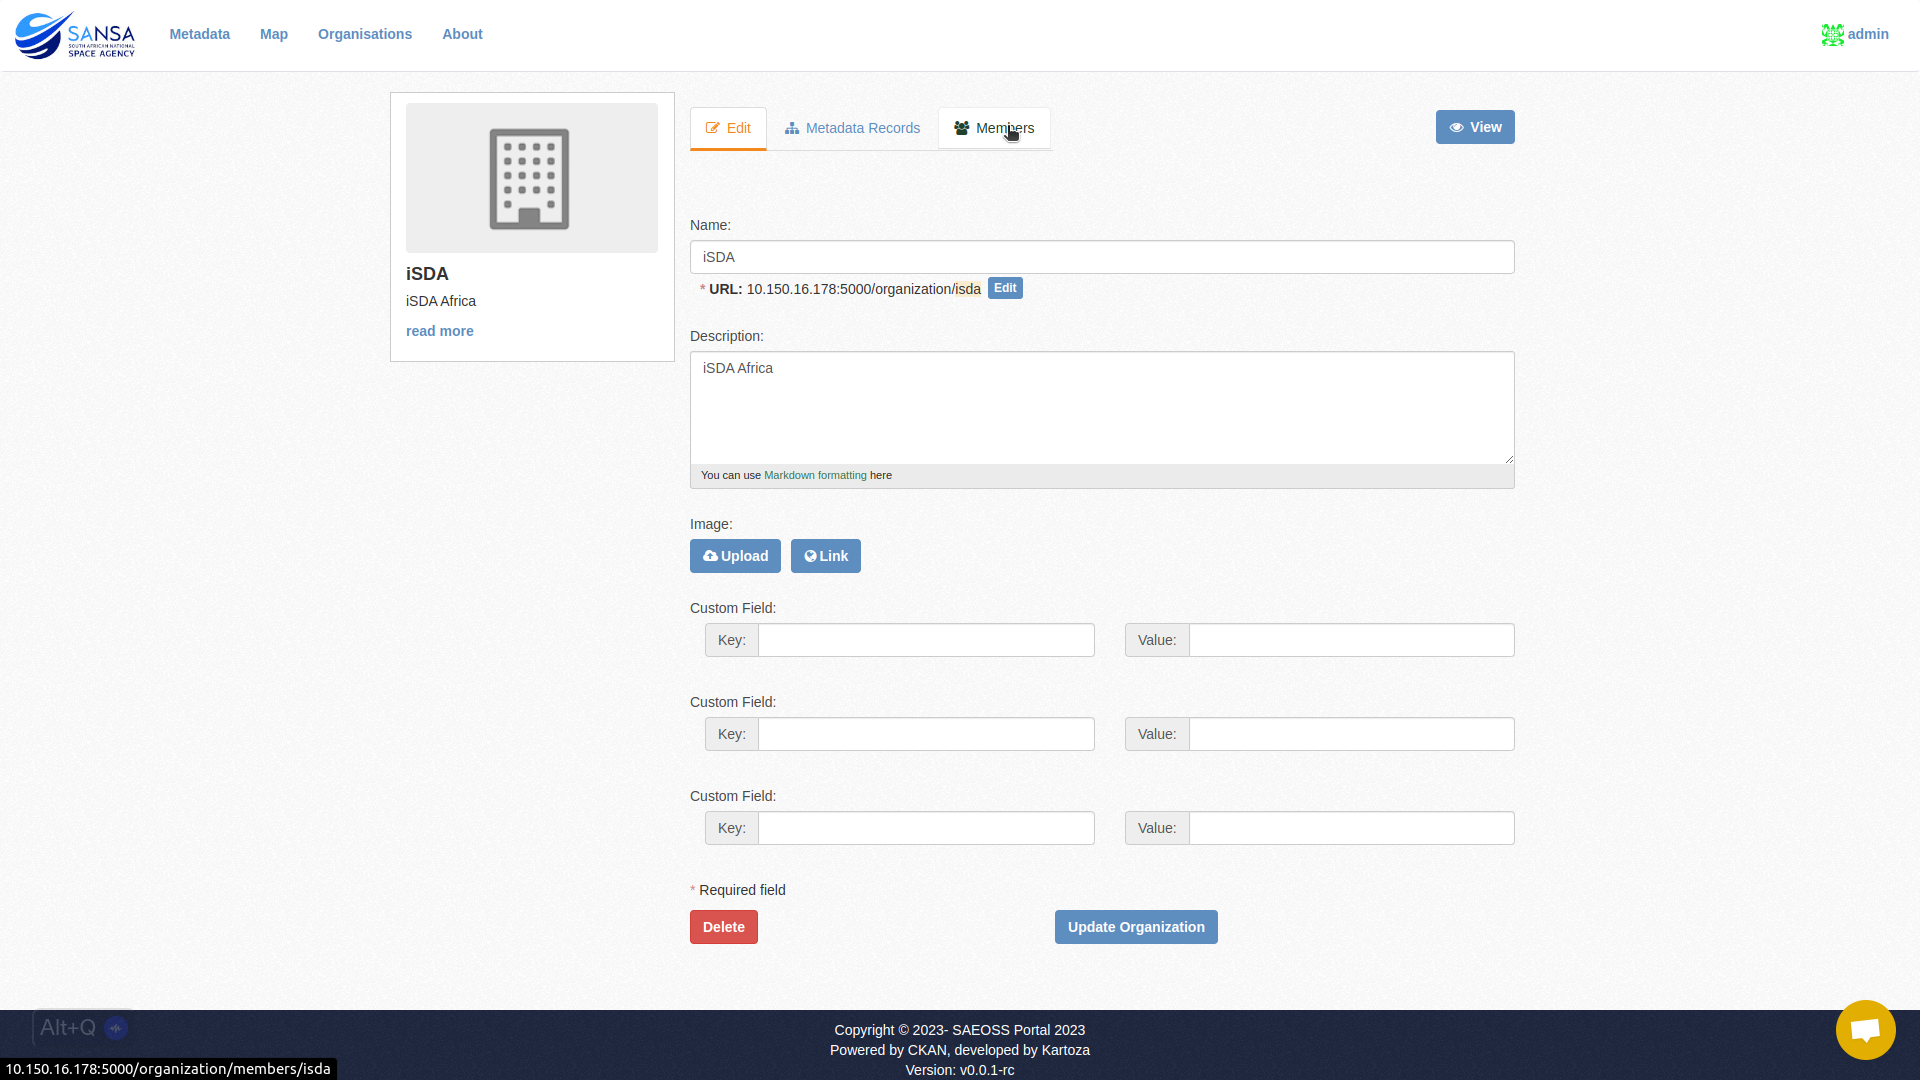 SANSA
SOUTH AFRICAN NATIONAL
SPACE AGENCY
Metadata
Map
Organisations
About
admin
Edit
Metadata Records
Members
View
iSDA
iSDA Africa
read more
Name:
iSDA
* URL: 10.150.16.178:5000/organization/isda Edit
Description:
iSDA Africa
You can use Markdown formatting here
Image:
Upload
Link
Custom Field:
Key:
Value:
Custom Field:
Key:
Value:
Custom Field:
Key:
Value:
* Required field
Delete
Update Organization
Alt+Q
Copyright © 2023- SAEOSS Portal 2023
Powered by CKAN, developed by Kartoza
Version: v0.0.1-rc
10.150.16.178:5000/organization/members/isda